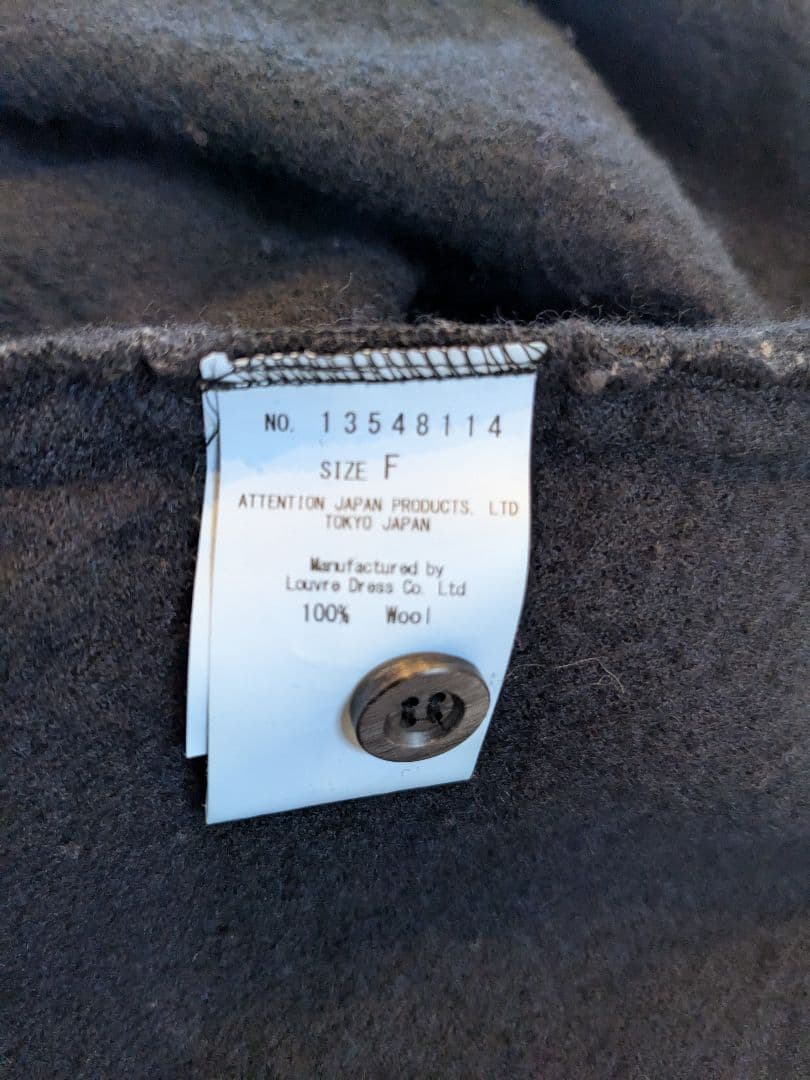 NO. 13548114
SIZE F
ATTENTION JAPAN PRODUCTS. LTD
TOKYO JAPAN
Manufactured by
Louvre Dress Co. Ltd
100% Wool